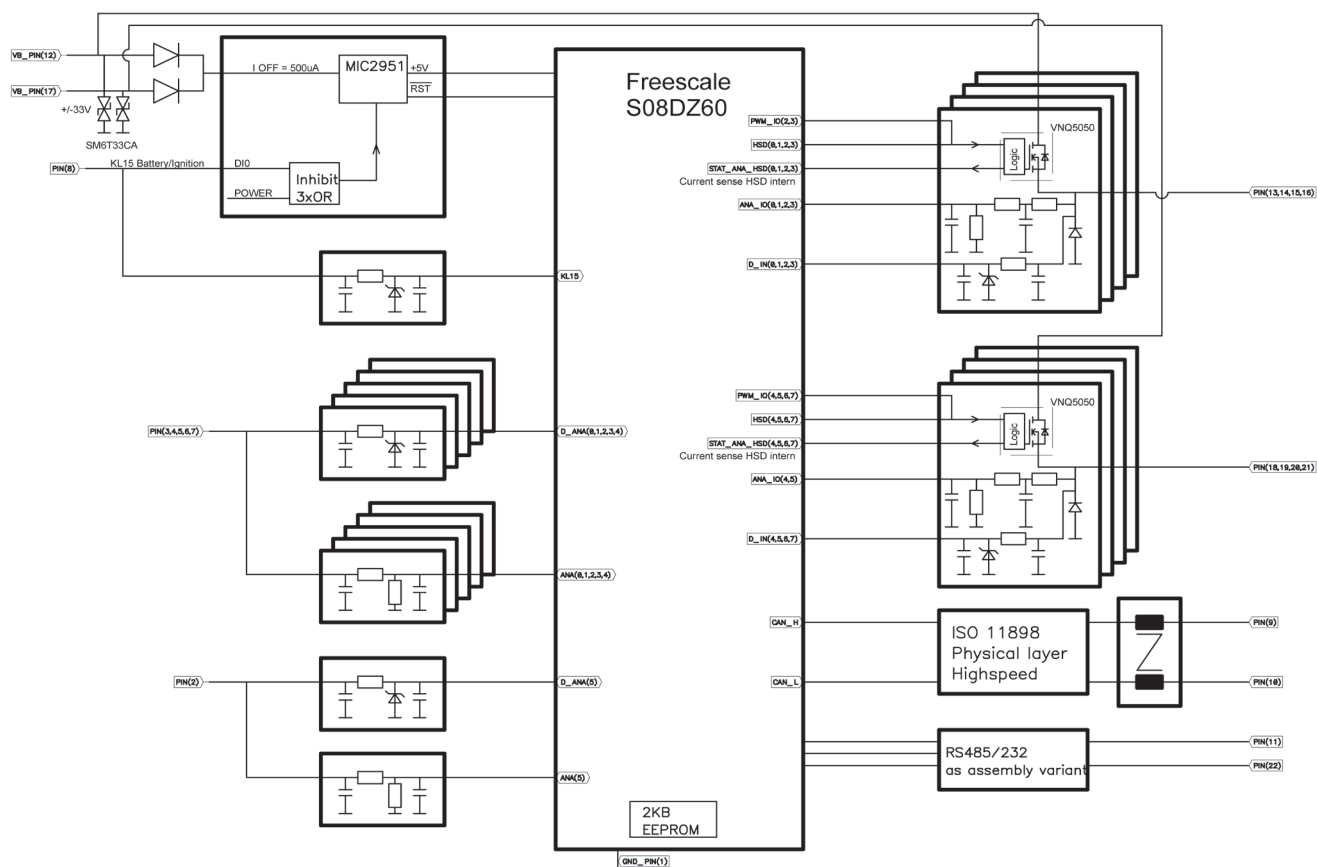 VB_PIN(12)
VB_PIN(17)
+/-33V
SM6T33CA
I OFF = 500uA
MIC2951
+5V
RST
PIN(8)
KL15 Battery/Ignition
DI0
POWER
Inhibit
3xOR
KL15
PIN(3,4,5,6,7)
D_ANA(0,1,2,3,4)
ANA(0,1,2,3,4)
PIN(2)
D_ANA(5)
ANA(5)
Freescale
S08DZ60
2KB
EEPROM
GND_PIN(1)
PWM_IO(2,3)
HSD(0,1,2,3)
STAT_ANA_HSD(0,1,2,3)
Current sense HSD intern
ANA_IO(0,1,2,3)
D_IN(0,1,2,3)
VNQ5050
Logic
PIN(13,14,15,16)
PWM_IO(4,5,6,7)
HSD(4,5,6,7)
STAT_ANA_HSD(4,5,6,7)
Current sense HSD intern
ANA_IO(4,5)
D_IN(4,5,6,7)
VNQ5050
Logic
PIN(18,19,20,21)
CAN_H
CAN_L
ISO 11898
Physical layer
Highspeed
PIN(9)
PIN(10)
RS485/232
as assembly variant
PIN(11)
PIN(22)